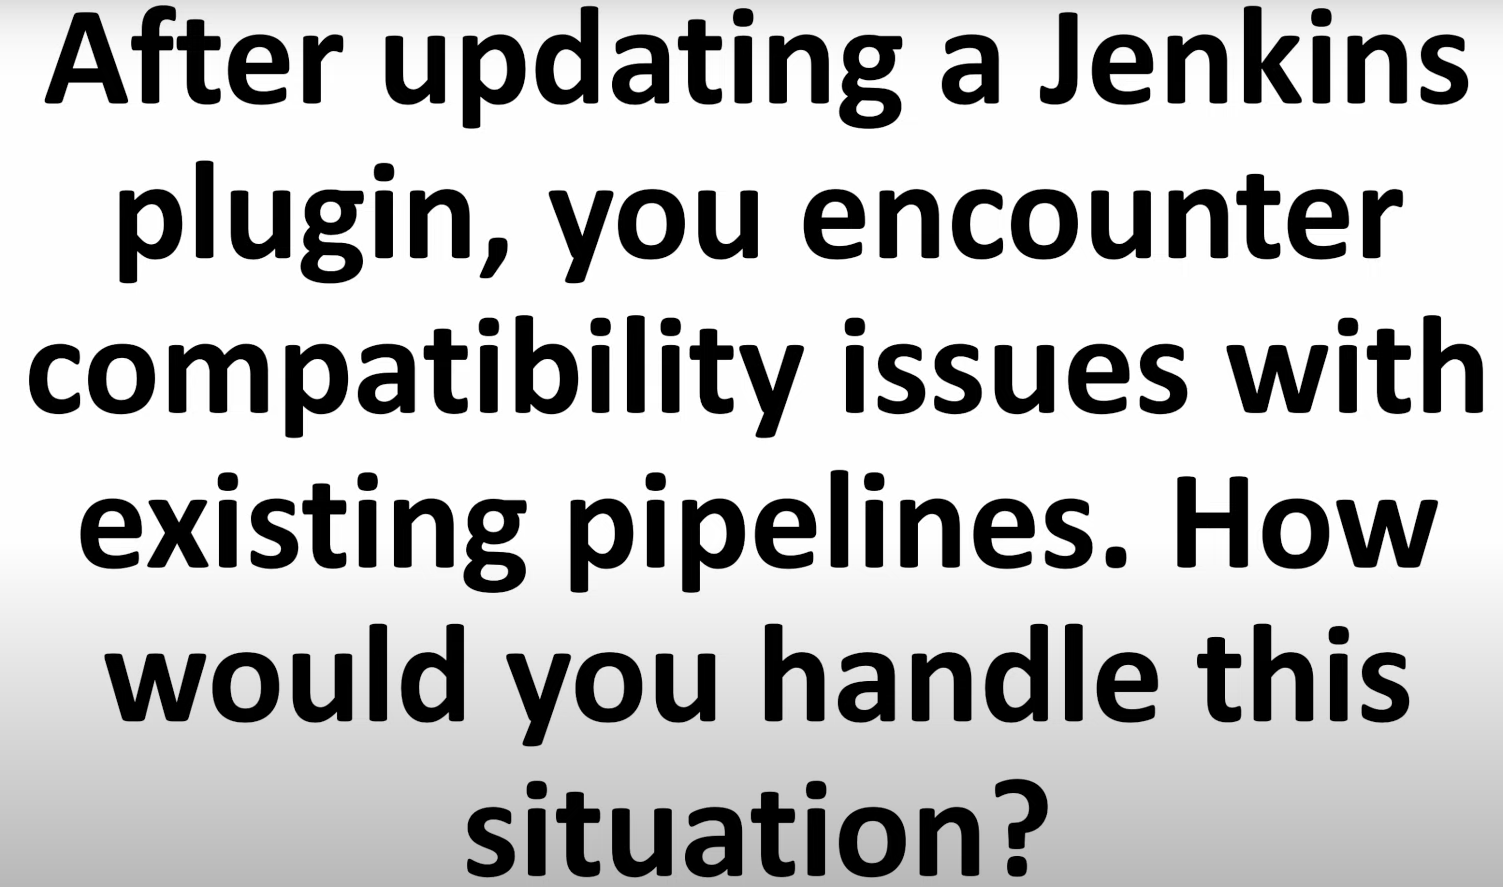 After updating a Jenkins
plugin, you encounter
compatibility issues with
existing pipelines. How
would you handle this
situation?